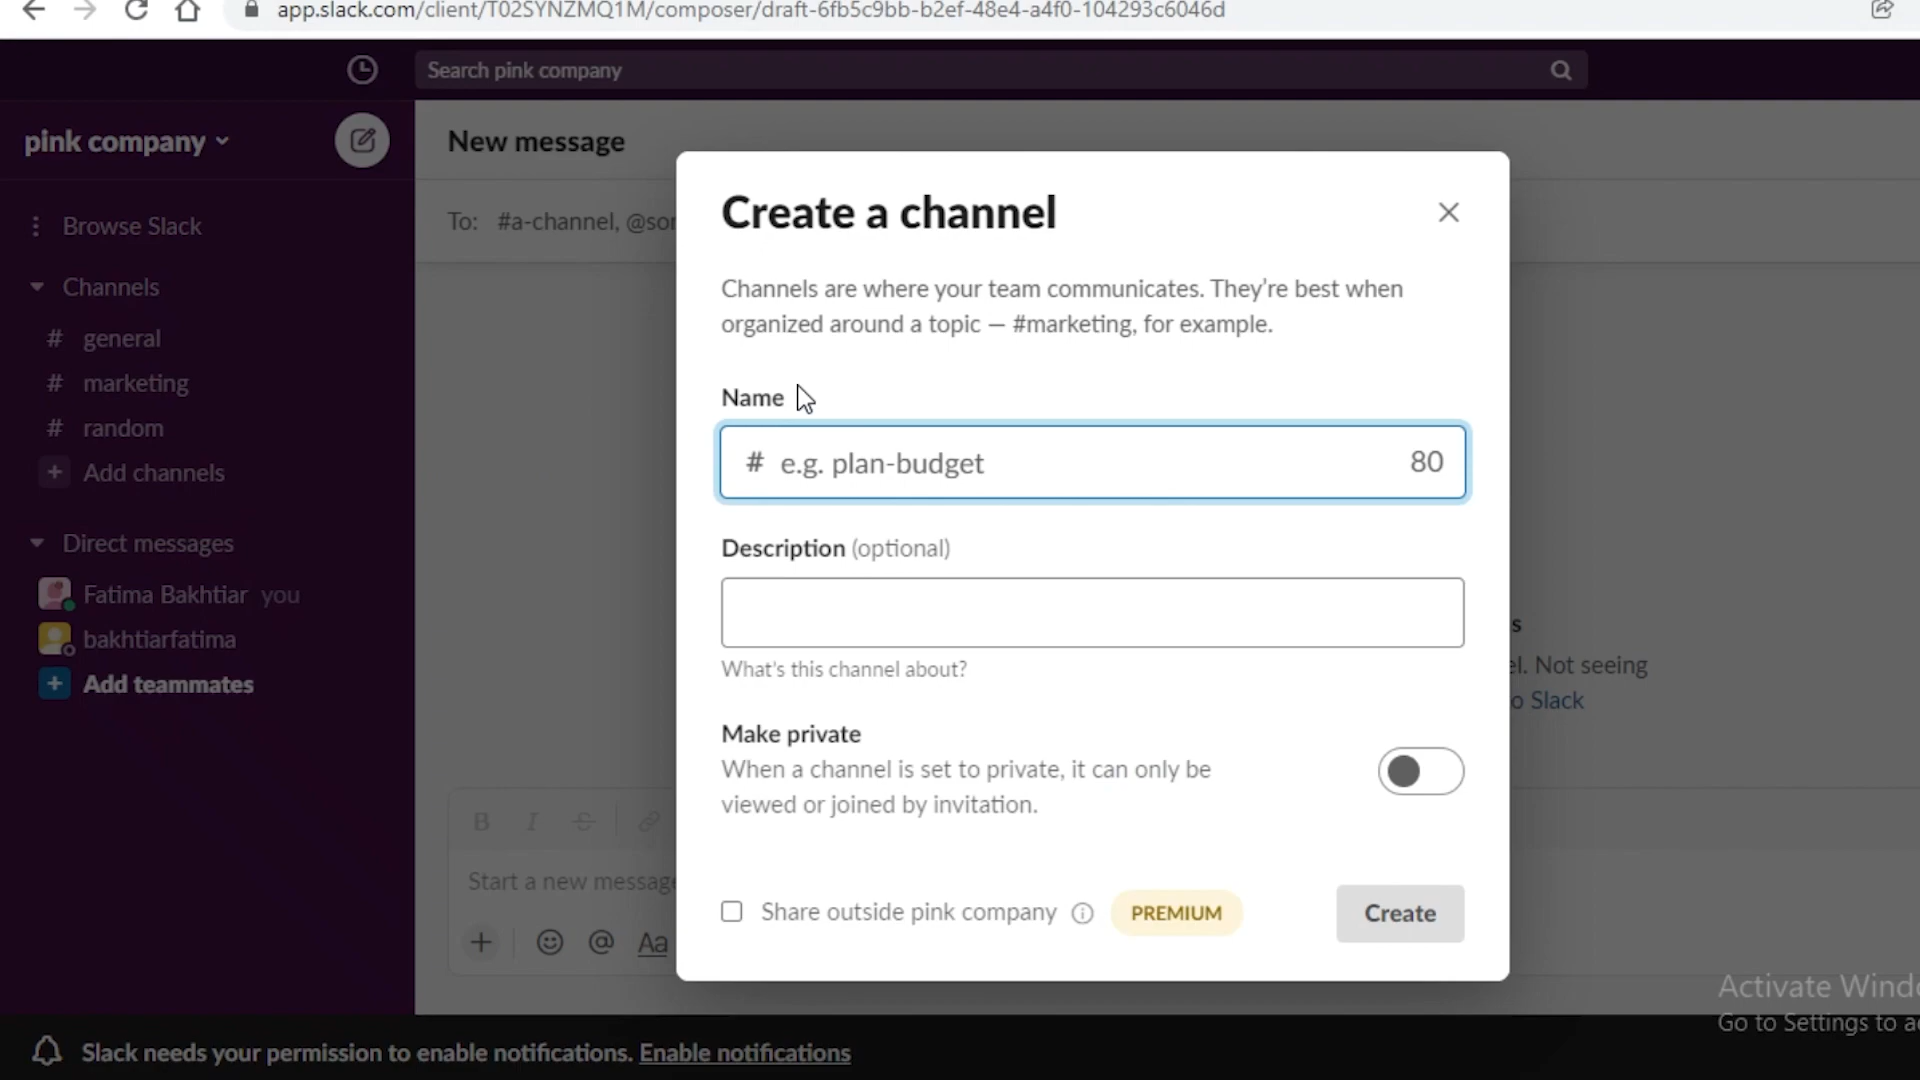 app.slack.com/client/T02SYNZMQ1M/composer/draft-6fb5c9bb-b2ef-48e4-a4f0-104293c6046d
Search pink company
pink company
New message
Browse Slack
To: #a-channel,
Channels
# general
# marketing
# random
+ Add channels
Direct messages
Fatima Bakhtiar you
bakhtiarfatima
+ Add teammates
Create a channel
Channels are where your team communicates. They're best when
organized around a topic — #marketing, for example.
Name
# e.g. plan-budget 80
Description (optional)
What's this channel about?
Make private
When a channel is set to private, it can only be
viewed or joined by invitation.
Share outside pink company PREMIUM
Create
Not seeing
Slack
B I S
Start a new message
+ @ Aa
Activate
Go to Settings to
Slack needs your permission to enable notifications. Enable notifications